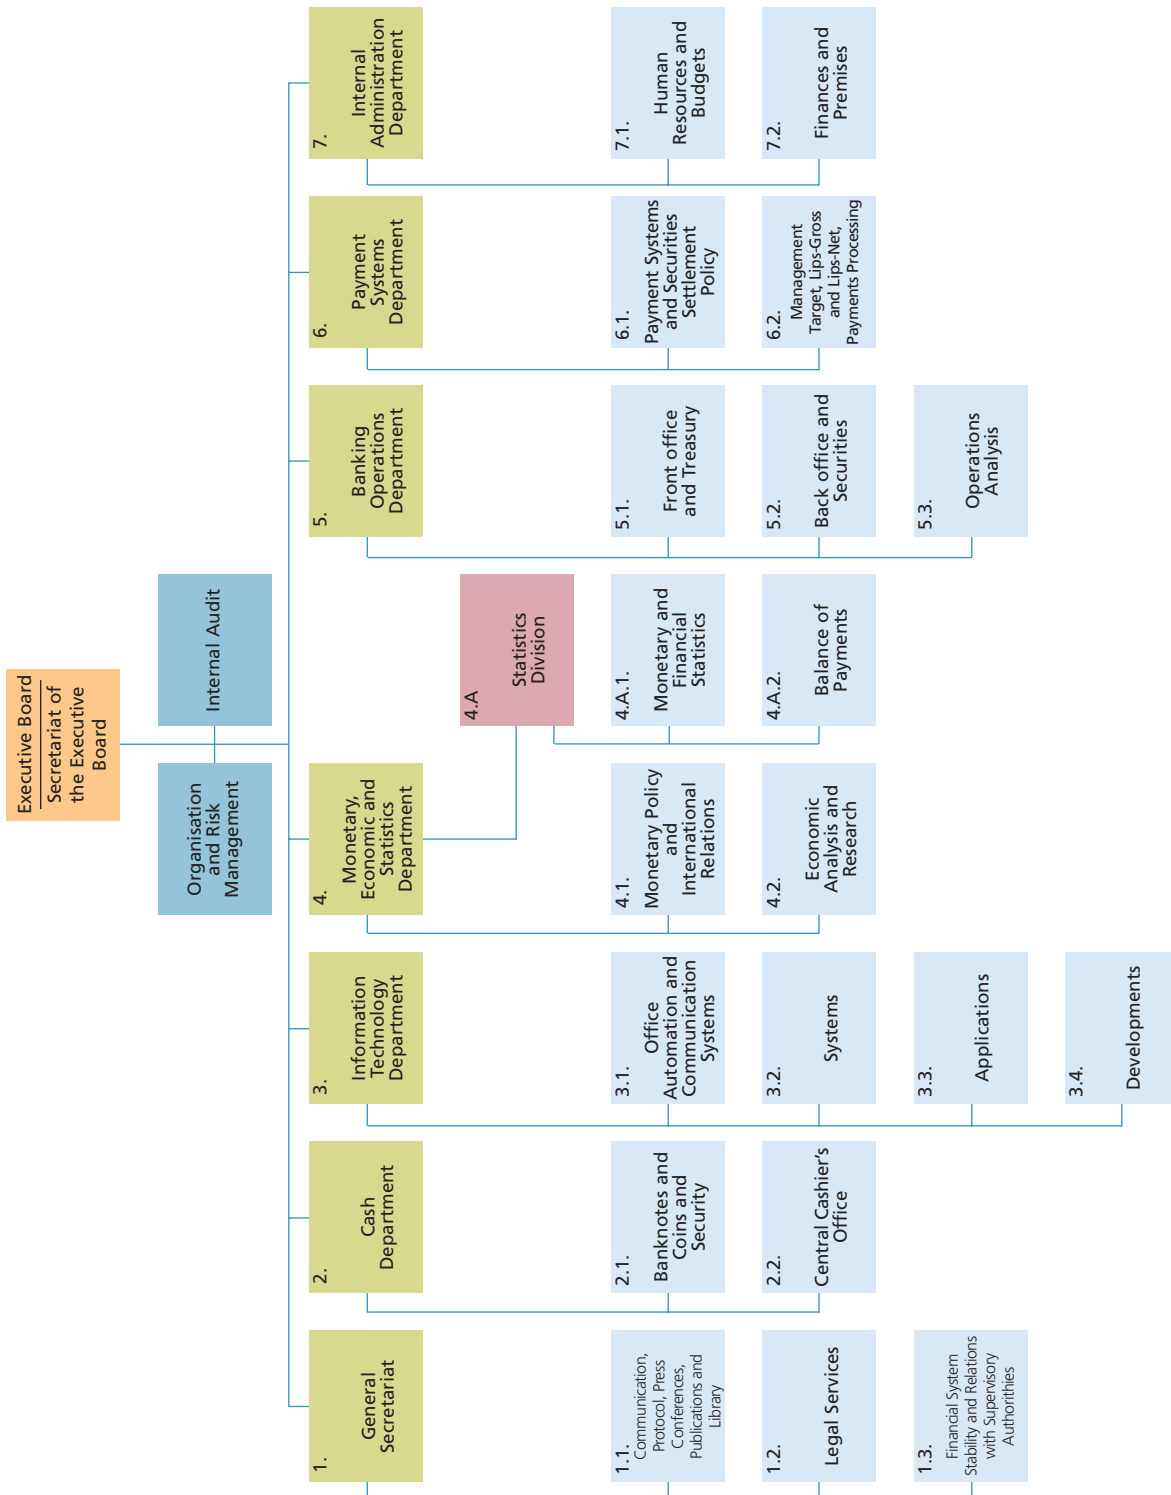 Executive Board
Secretariat of
the Executive
Board
Organisation
and Risk
Management
Internal Audit
1.
General
Secretariat
1.1.
Communication,
Protocol, Press
Conferences,
Publications and
Library
1.2.
Legal Services
1.3.
Financial System
Stability and Relations
with Supervisory
Authorithies
2.
Cash
Department
2.1.
Banknotes and
Coins and
Security
2.2.
Central Cashier's
Office
3.
Information
Technology
Department
3.1.
Office
Automation and
Communication
Systems
3.2.
Systems
3.3.
Applications
3.4.
Developments
4.
Monetary,
Economic and
Statistics
Department
4.1.
Monetary Policy
and
International
Relations
4.2.
Economic
Analysis and
Research
4.A
Statistics
Division
4.A.1.
Monetary and
Financial
Statistics
4.A.2.
Balance of
Payments
5.
Banking
Operations
Department
5.1.
Front office
and Treasury
5.2.
Back office and
Securities
5.3.
Operations
Analysis
6.
Payment
Systems
Department
6.1.
Payment Systems
and Securities
Settlement
Policy
6.2.
Management
Target, Lips-Gross
and Lips-Net,
Payments Processing
7.
Internal
Administration
Department
7.1.
Human
Resources and
Budgets
7.2.
Finances and
Premises